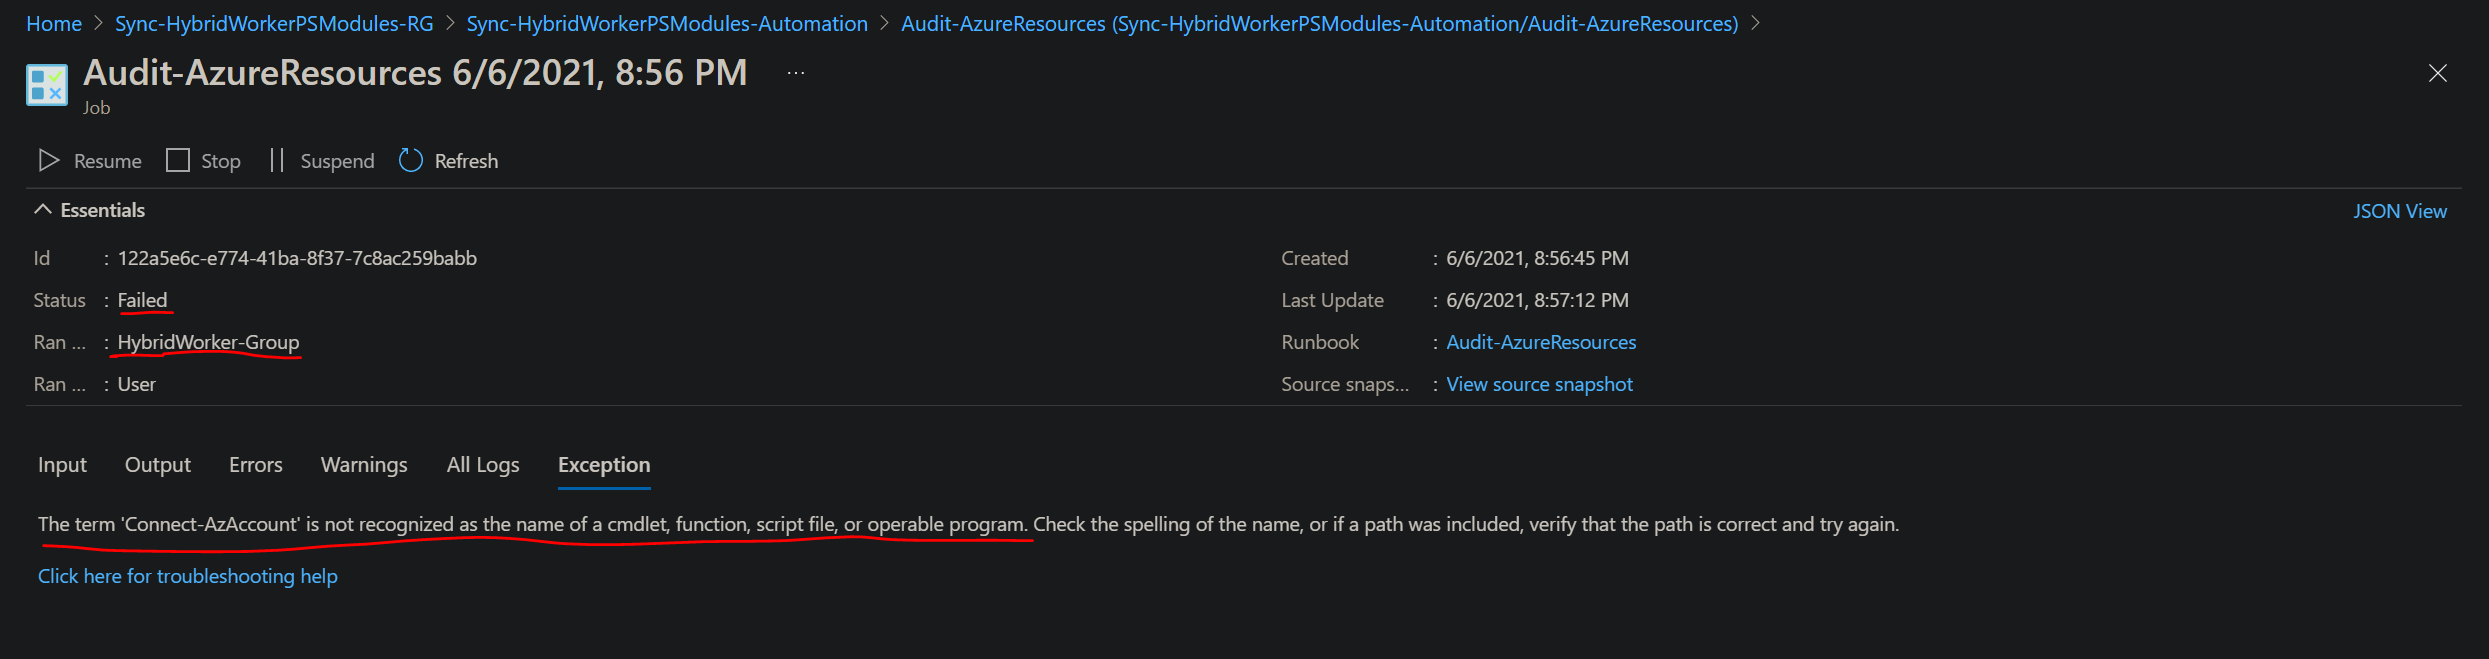 Home > Sync-HybridWorkerPSModules-RG > Sync-HybridWorkerPSModules-Automation > Audit-AzureResources (Sync-HybridWorkerPSModules-Automation/Audit-AzureResources) >
Audit-AzureResources 6/6/2021, 8:56 PM ...
Job
Resume Stop Suspend Refresh
Essentials JSON View
Id : 122a5e6c-e774-41ba-8f37-7c8ac259babb Created : 6/6/2021, 8:56:45 PM
Status : Failed Last Update : 6/6/2021, 8:57:12 PM
Ran ... : HybridWorker-Group Runbook : Audit-AzureResources
Ran ... : User Source snaps... : View source snapshot
Input Output Errors Warnings All Logs Exception
The term 'Connect-AzAccount' is not recognized as the name of a cmdlet, function, script file, or operable program. Check the spelling of the name, or if a path was included, verify that the path is correct and try again.
Click here for troubleshooting help